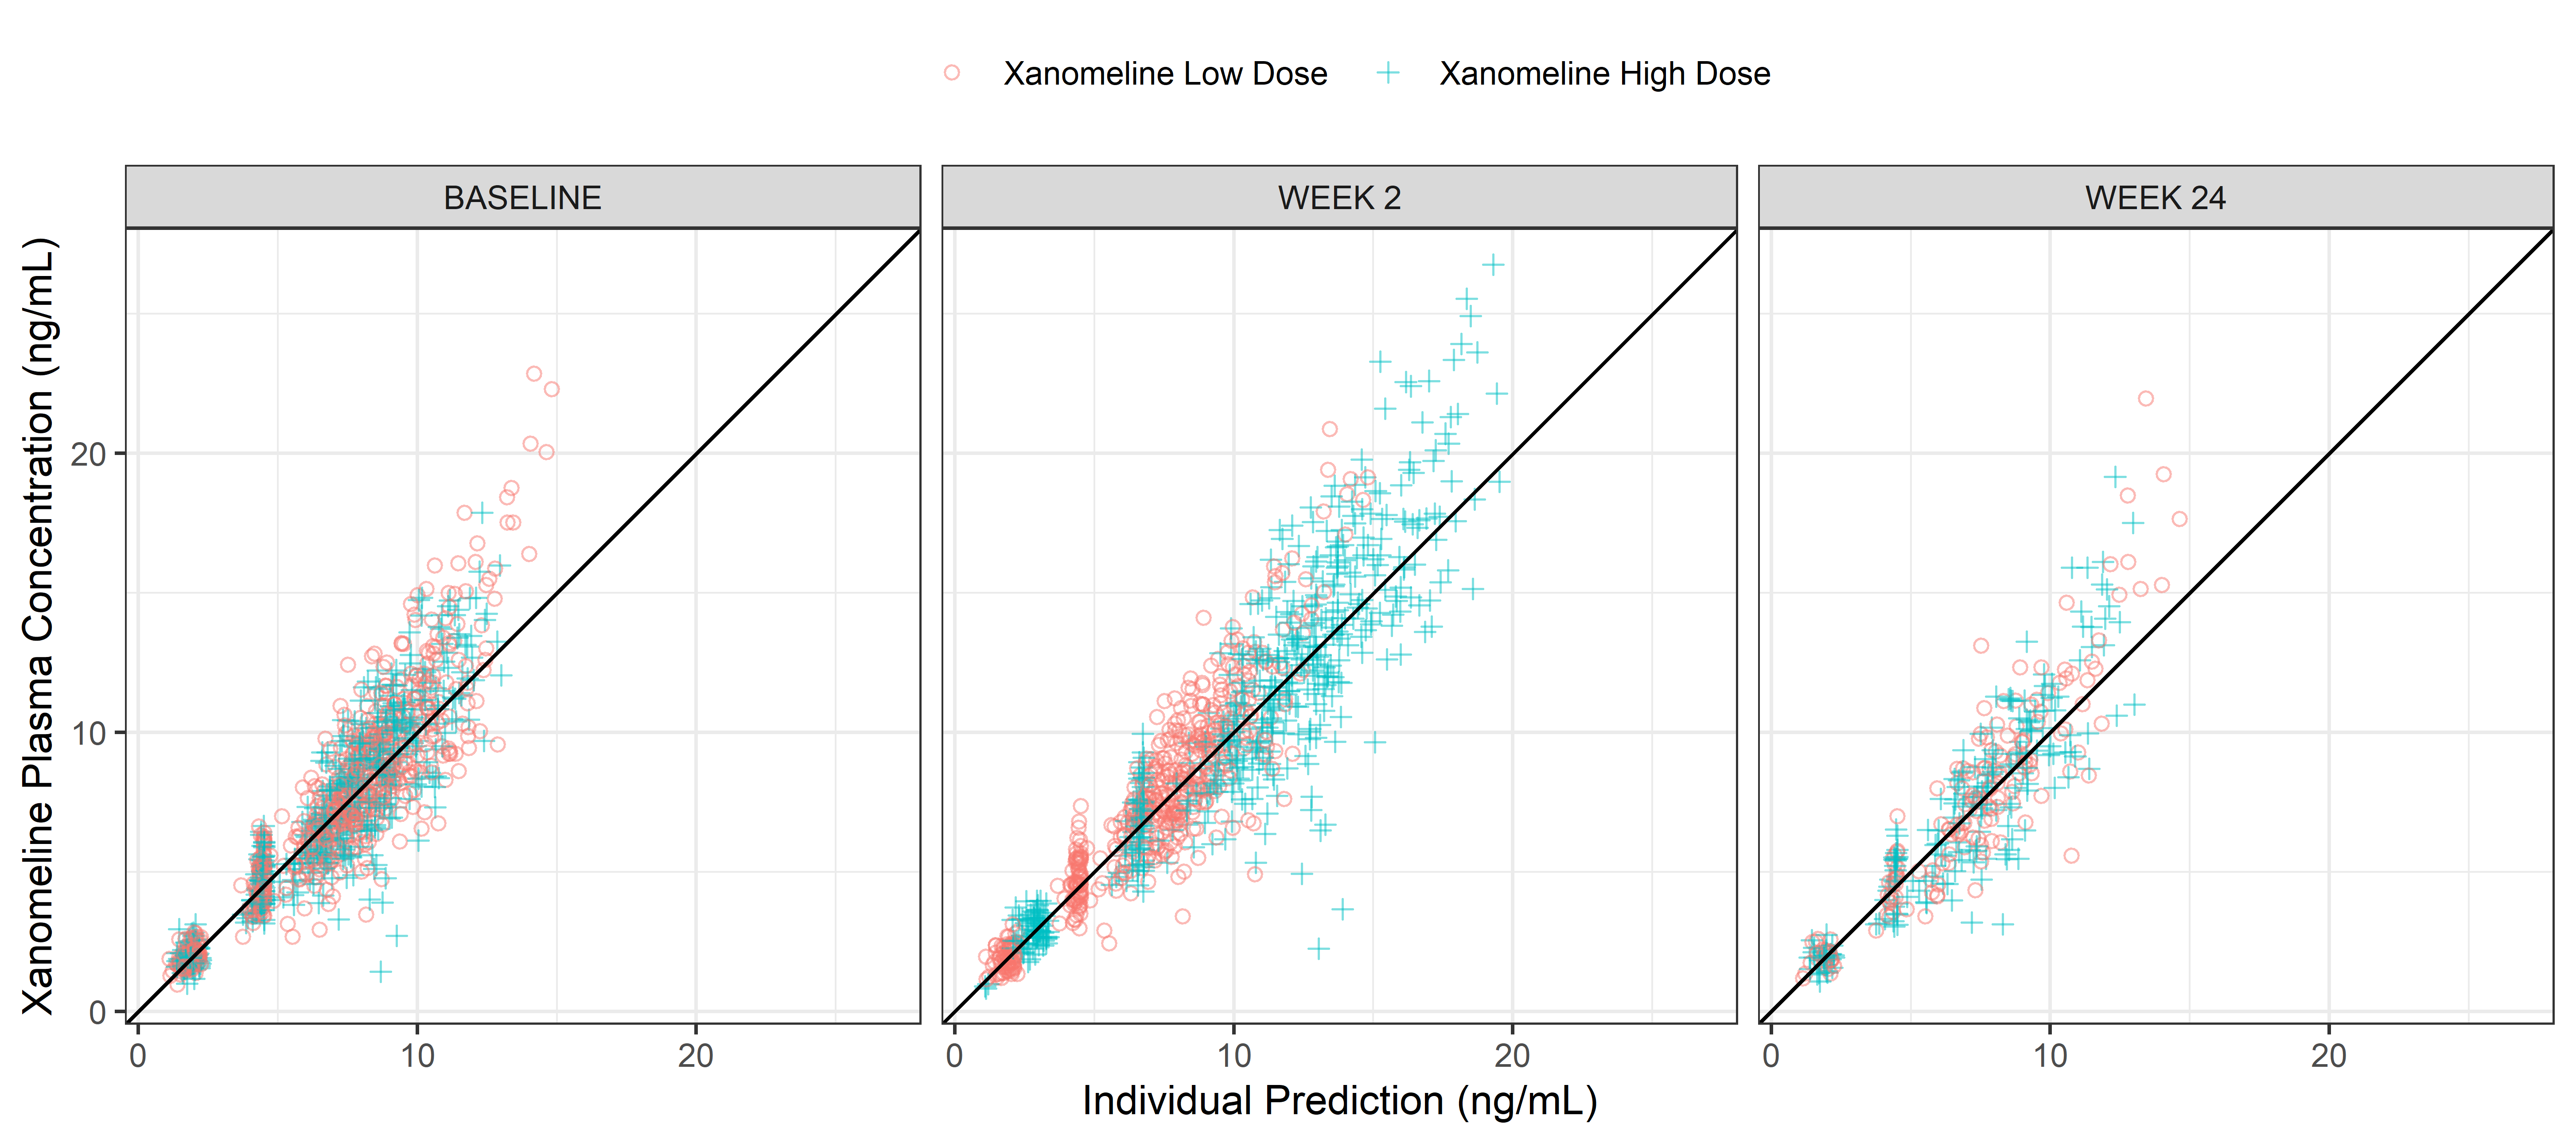 Xanomeline Low Dose Xanomeline High Dose
BASELINE WEEK 2 WEEK 24
Xanomeline Plasma Concentration (ng/mL)
20
10
0
0 10 20 0 10 20 0 10 20
Individual Prediction (ng/mL)